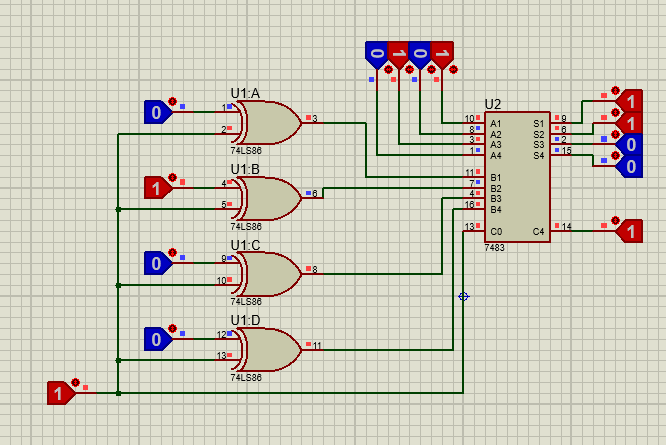 0 1 0 1
U1:A
0 1 3
2
74LS86
U1:B
1 4 6
5
74LS86
U1:C
0 9 8
10
74LS86
U1:D
0 12 11
13
74LS86
1
U2
10 A1 S1 9 1
8 A2 S2 6 1
3 A3 S3 2 0
1 A4 S4 15 0
11 B1
7 B2
4 B3
16 B4
13 C0 C4 14 1
7483